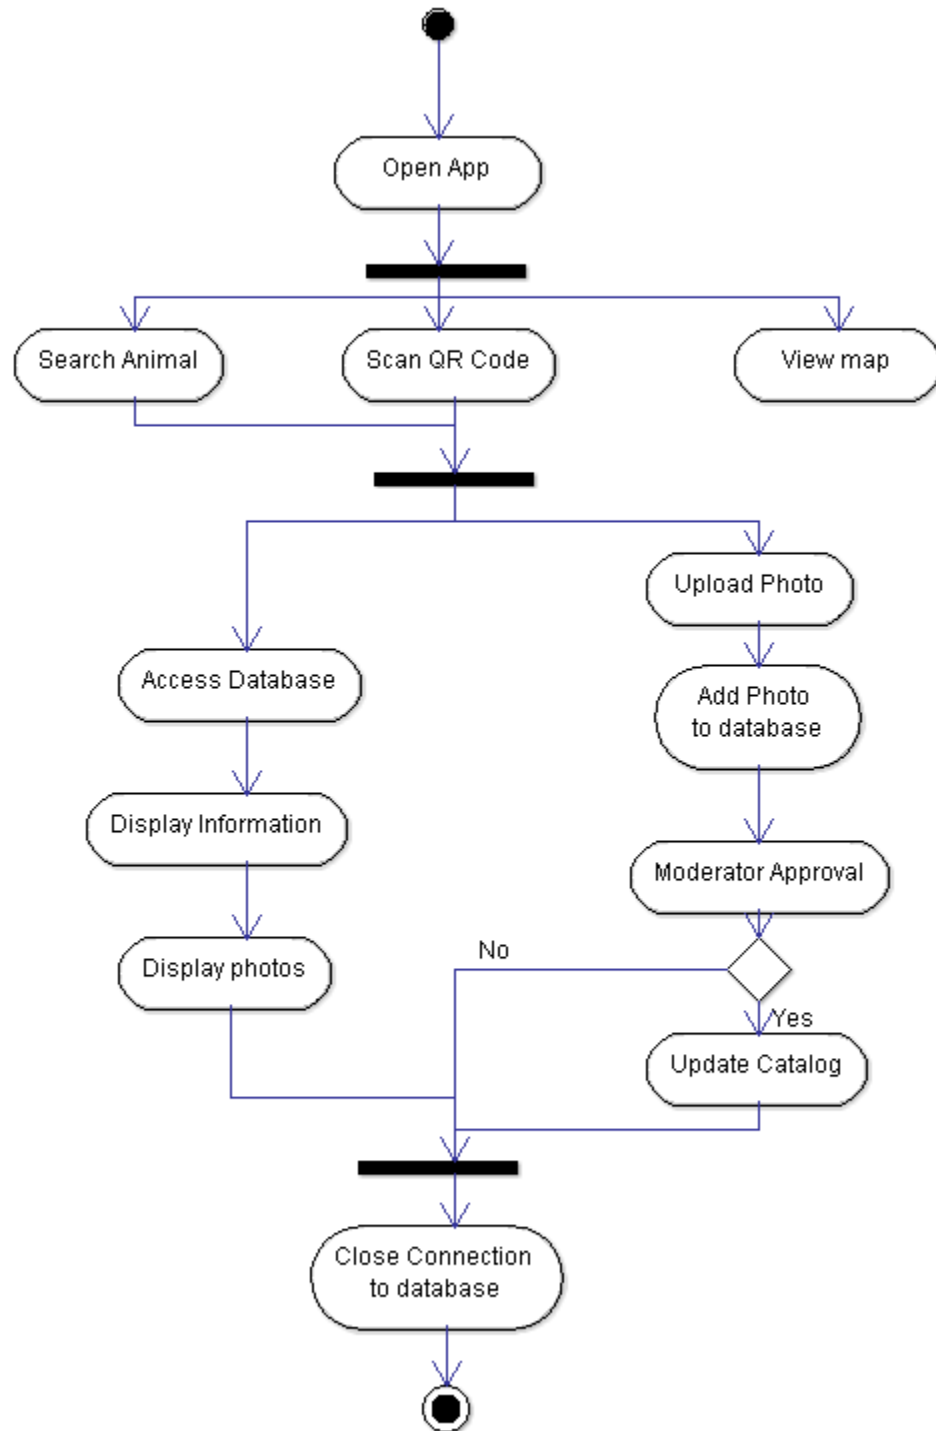 Open App
Search Animal
Scan QR Code
View map
Upload Photo
Access Database
Add Photo
to database
Display Information
Moderator Approval
No
Display photos
Yes
Update Catalog
Close Connection
to database